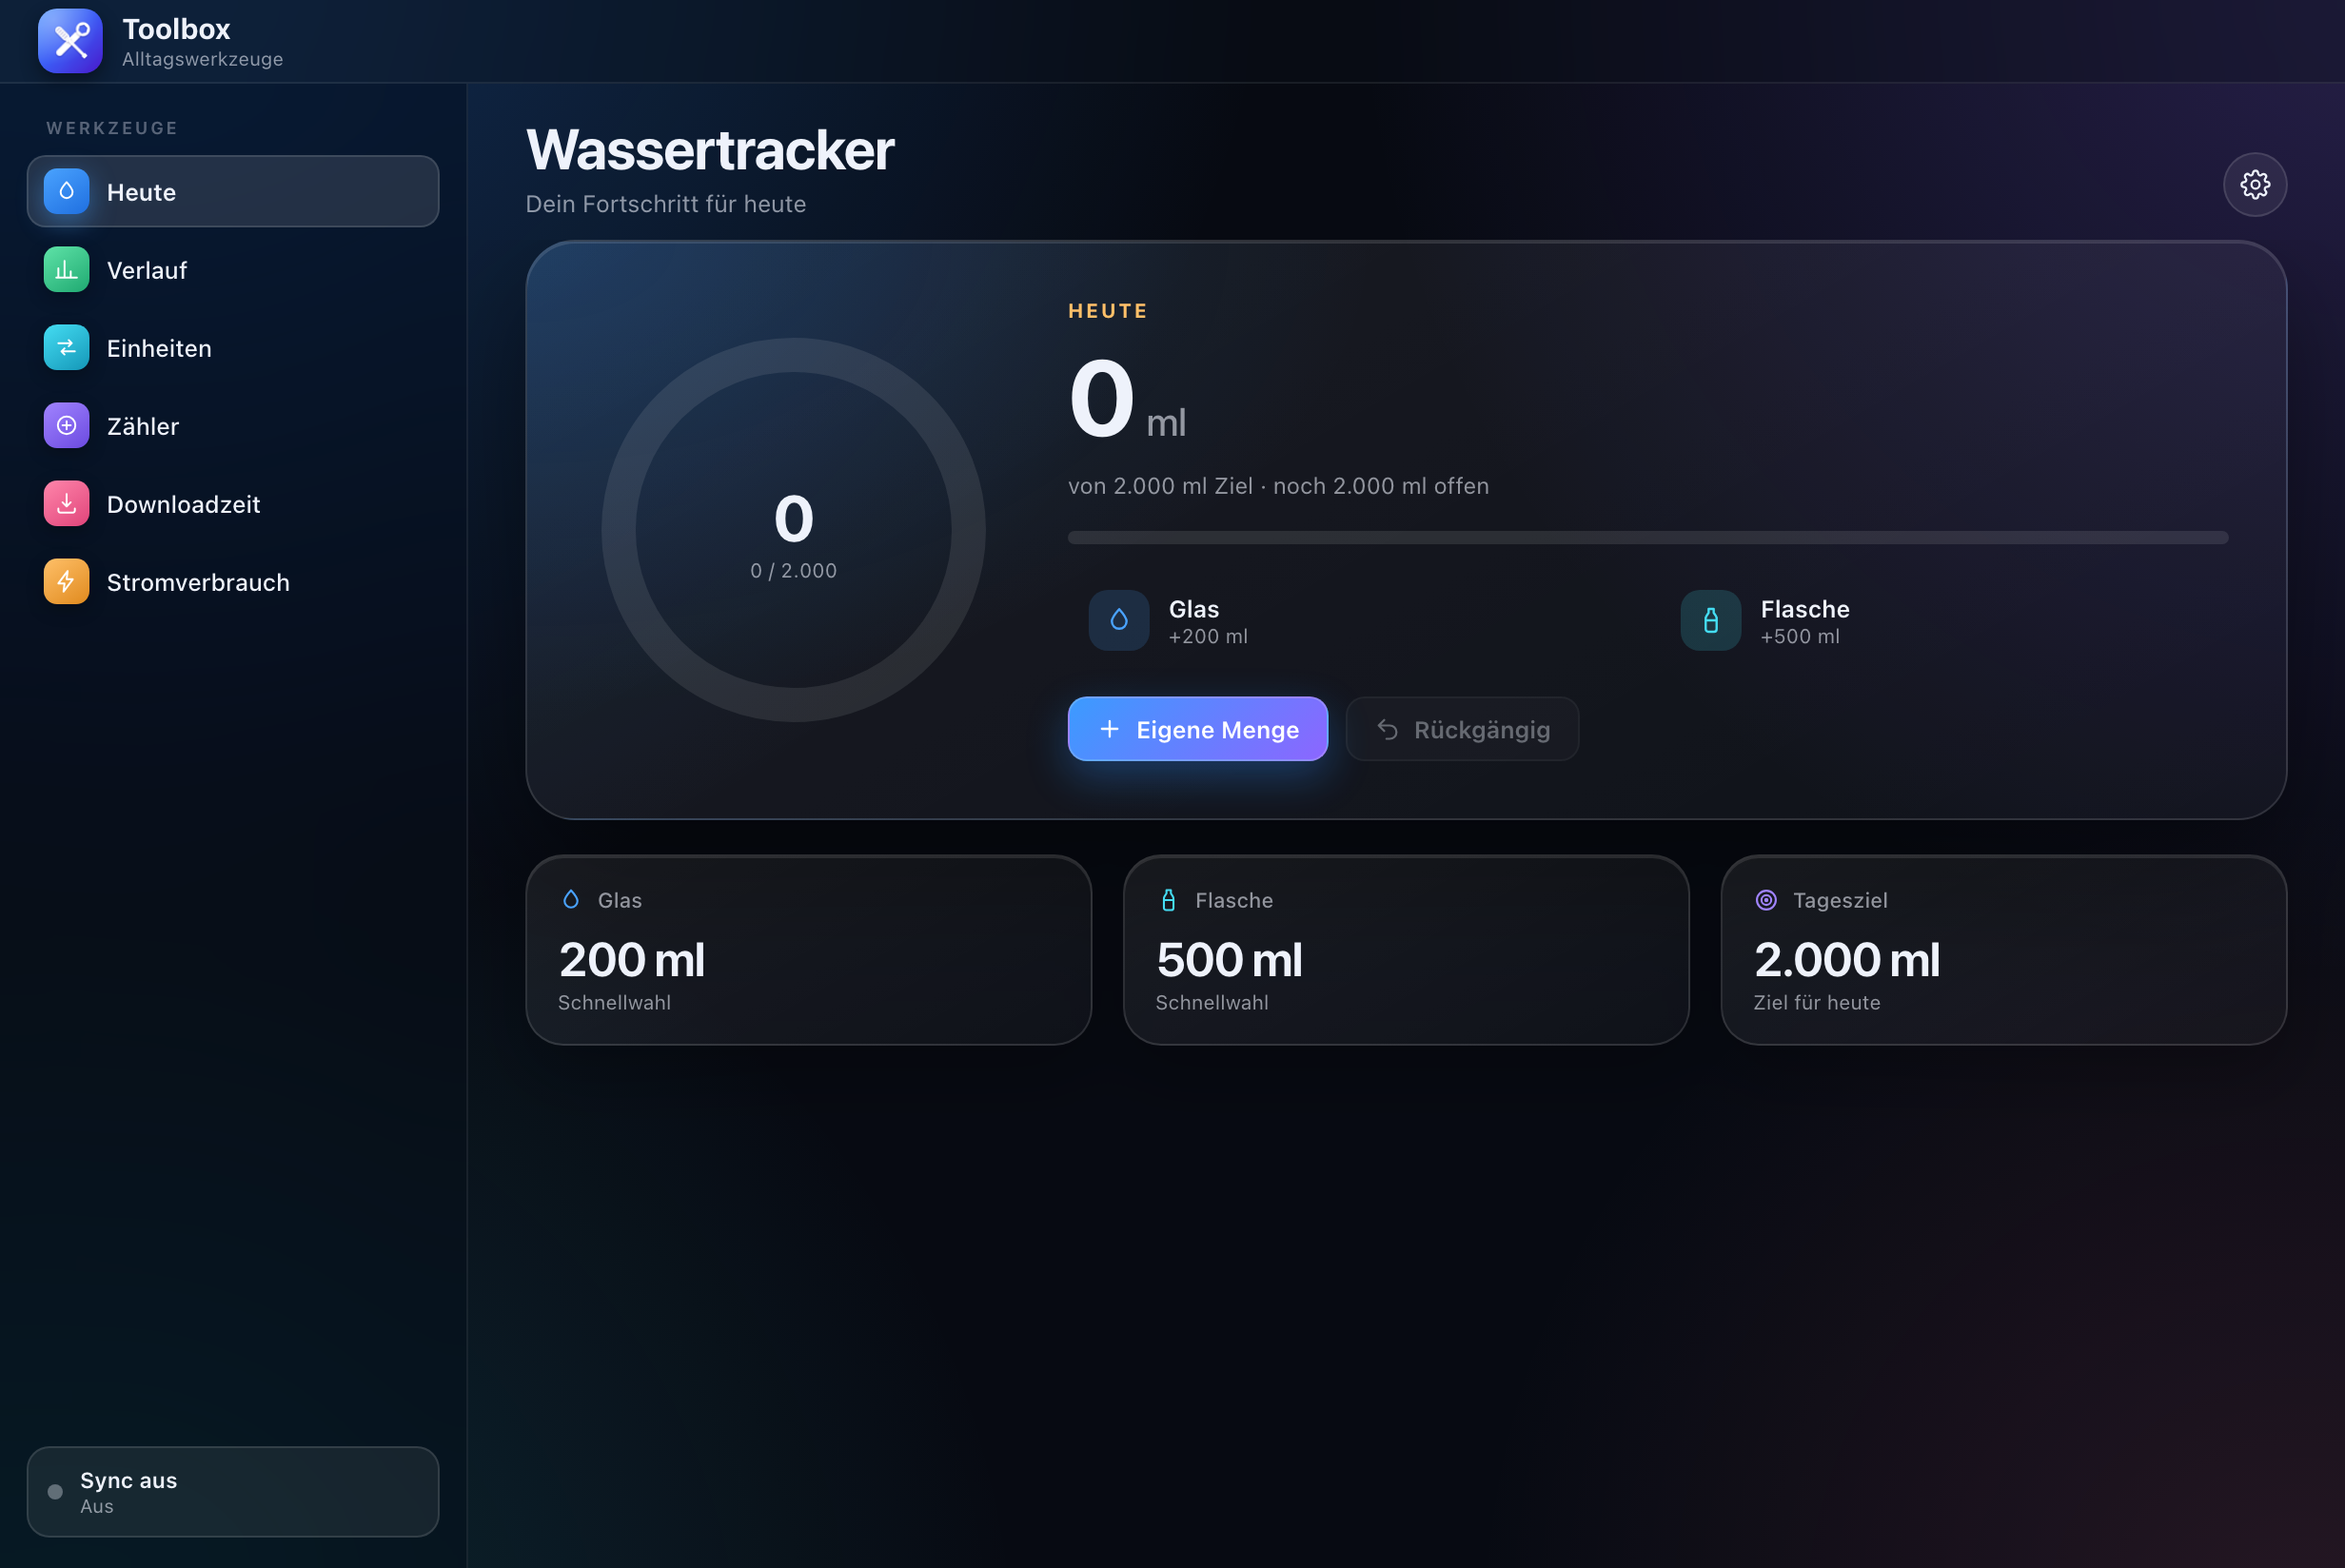 Toolbox
Alltagswerkzeuge
WERKZEUGE
Heute
Verlauf
Einheiten
Zähler
Downloadzeit
Stromverbrauch
Sync aus
Aus
Wassertracker
Dein Fortschritt für heute
0
0 / 2.000
HEUTE
0 ml
von 2.000 ml Ziel · noch 2.000 ml offen
Glas
+200 ml
Flasche
+500 ml
Eigene Menge
Rückgängig
Glas
200 ml
Schnellwahl
Flasche
500 ml
Schnellwahl
Tagesziel
2.000 ml
Ziel für heute